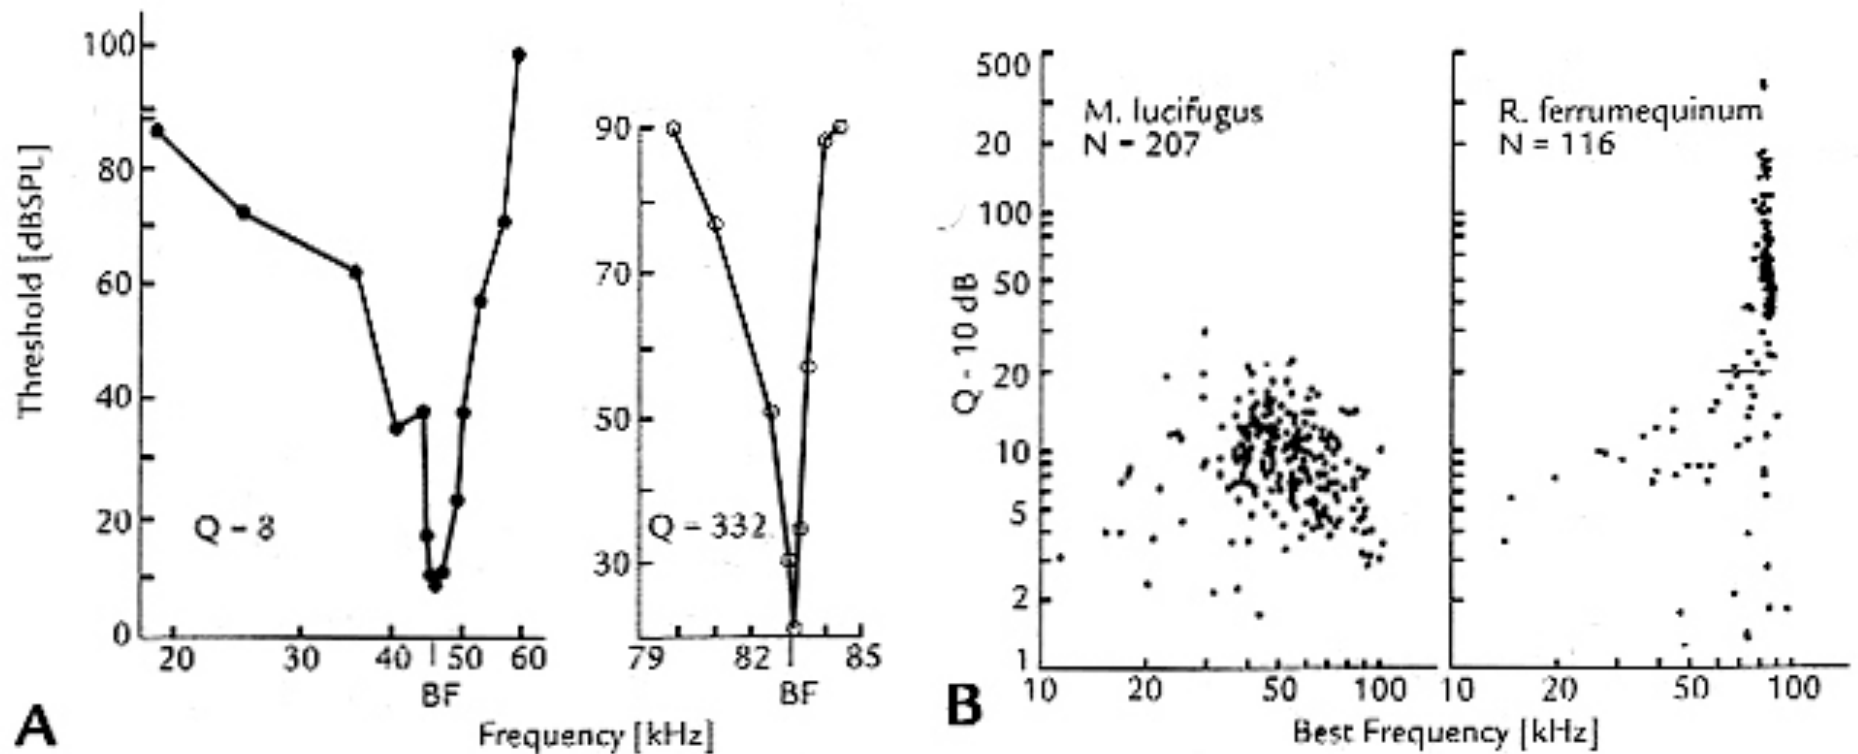 100
80
60
40
20
0
Threshold [dBSPL]
Q = 8
20 30 40 50 60
BF
90
70
50
30
Q = 332
79 82 85
BF
Frequency [kHz]
A
500
20
100
50
20
10
5
2
1
Q - 10 dB
M. lucifugus
N = 207
10 20 50 100
R. ferrumequinum
N = 116
10 20 50 100
Best Frequency [kHz]
B